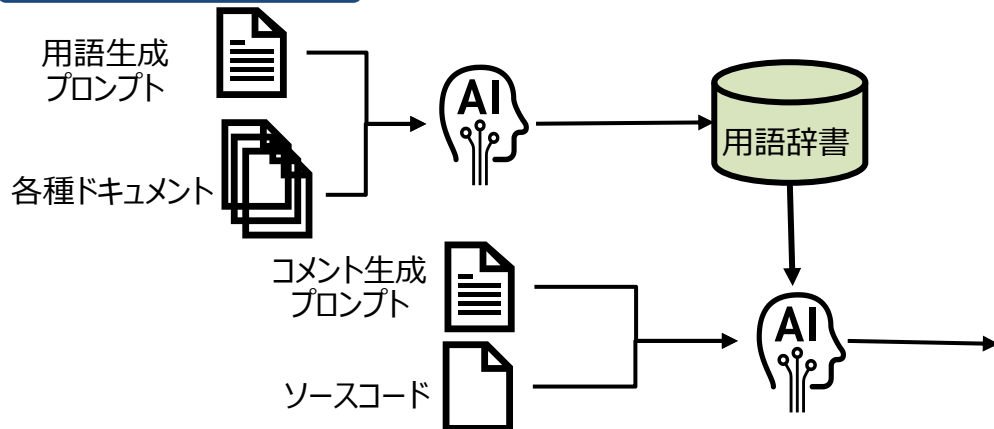 用語生成
プロンプト
AI
用語辞書
各種ドキュメント
コメント生成
プロンプト
AI
ソースコード